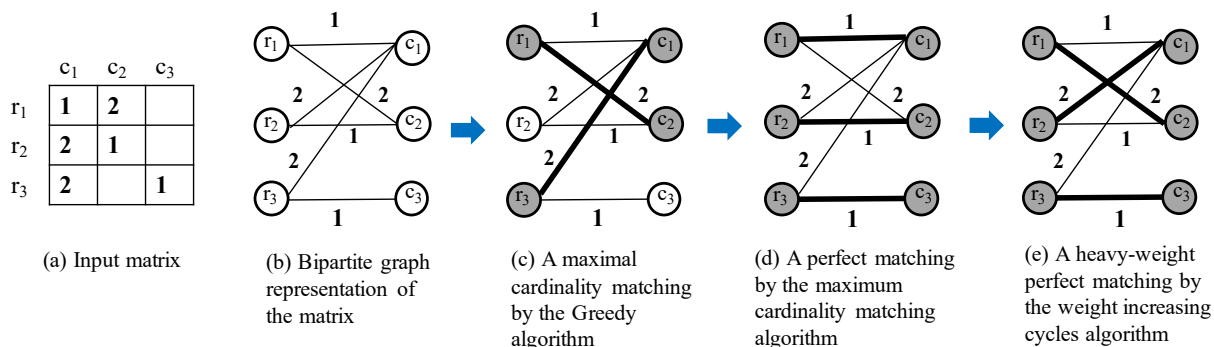 c1 c2 c3
r1 1 2
r2 2 1
r3 2 1
(a) Input matrix
1
r1 c1
2 2
r2 c2
1
2
r3 c3
1
(b) Bipartite graph
representation of
the matrix
1
r1 c1
2 2
r2 c2
1
2
r3 c3
1
(c) A maximal
cardinality matching
by the Greedy
algorithm
1
r1 c1
2 2
r2 c2
1
2
r3 c3
1
(d) A perfect matching
by the maximum
cardinality matching
algorithm
1
r1 c1
2 2
r2 c2
1
2
r3 c3
1
(e) A heavy-weight
perfect matching by
the weight increasing
cycles algorithm